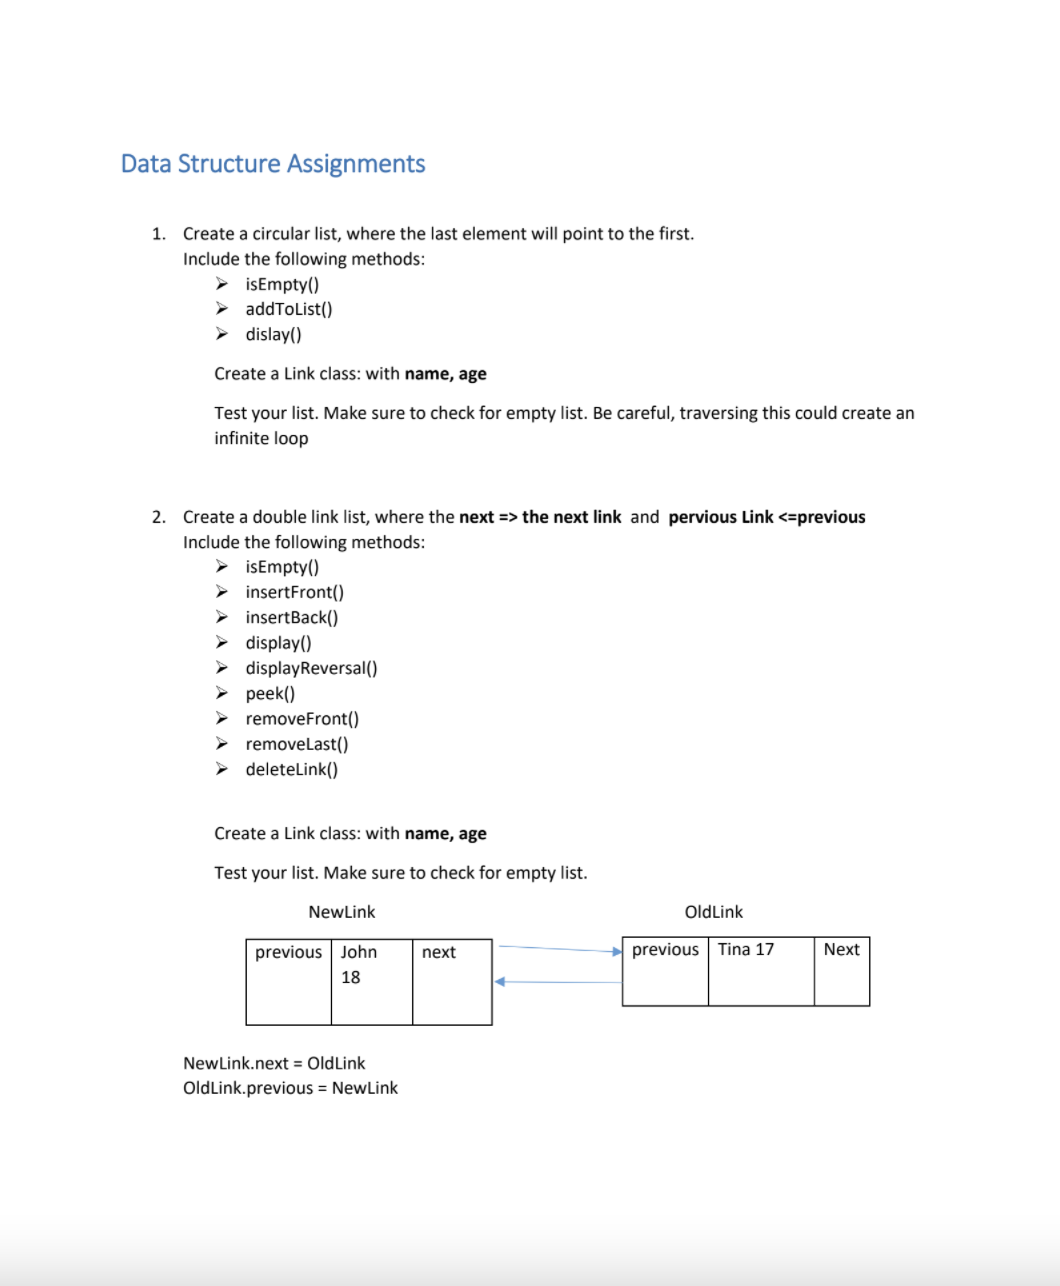 Data Structure Assignments
1. Create a circular list, where the last element will point to the first.
Include the following methods:
➢ isEmpty()
➢ addToList()
➢ dislay()
Create a Link class: with name, age
Test your list. Make sure to check for empty list. Be careful, traversing this could create an
infinite loop
2. Create a double link list, where the next => the next link and pervious Link <=previous
Include the following methods:
➢ isEmpty()
➢ insertFront()
➢ insertBack()
➢ display()
➢ displayReversal()
➢ peek()
➢ removeFront()
➢ removeLast()
➢ deleteLink()
Create a Link class: with name, age
Test your list. Make sure to check for empty list.
NewLink OldLink
previous John next previous Tina 17 Next
18
NewLink.next = OldLink
OldLink.previous = NewLink